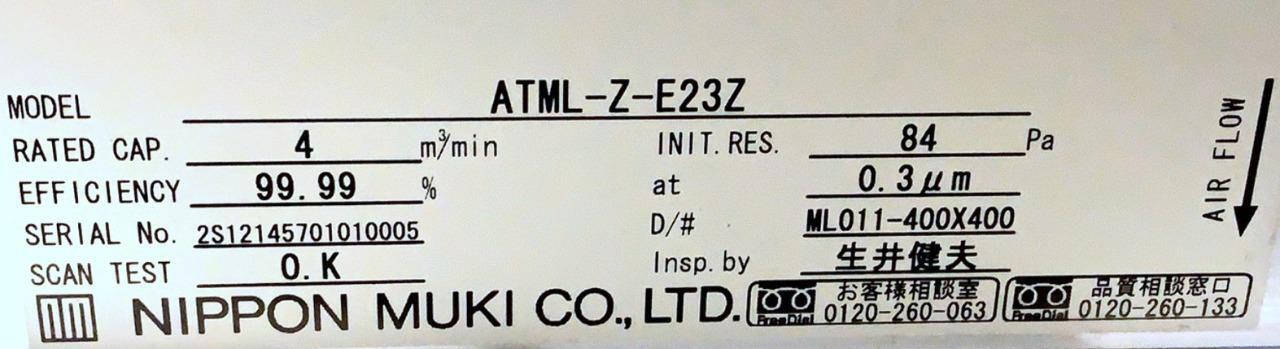 MODEL ATML-Z-E23Z
RATED CAP. 4 m³/min INIT. RES. 84 Pa
EFFICIENCY 99.99 % at 0.3μm
SERIAL No. 2S12145701010005 D/# ML011-400X400
SCAN TEST O.K Insp. by 生井健夫
AIR FLOW
NIPPON MUKI CO., LTD. FreeDial お客様相談室 0120-260-063 FreeDial 品質相談窓口 0120-260-133